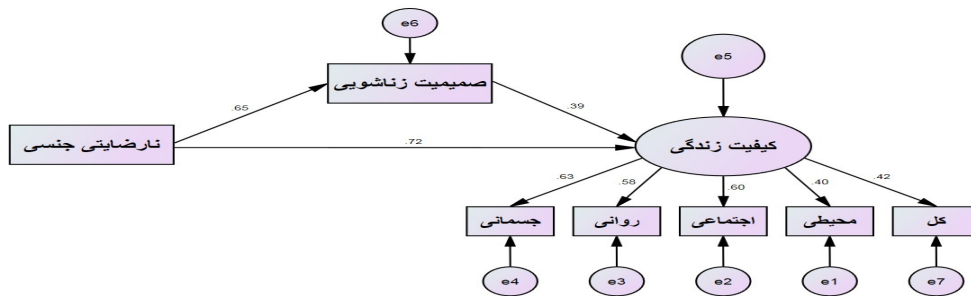 e6
e5
صمیمیت زناشویی
.65
.39
نارضایتی جنسی
.72
کیفیت زندگی
.63
.58
.60
.40
.42
جسمانی
روانی
اجتماعی
محیطی
کل
e4
e3
e2
e1
e7